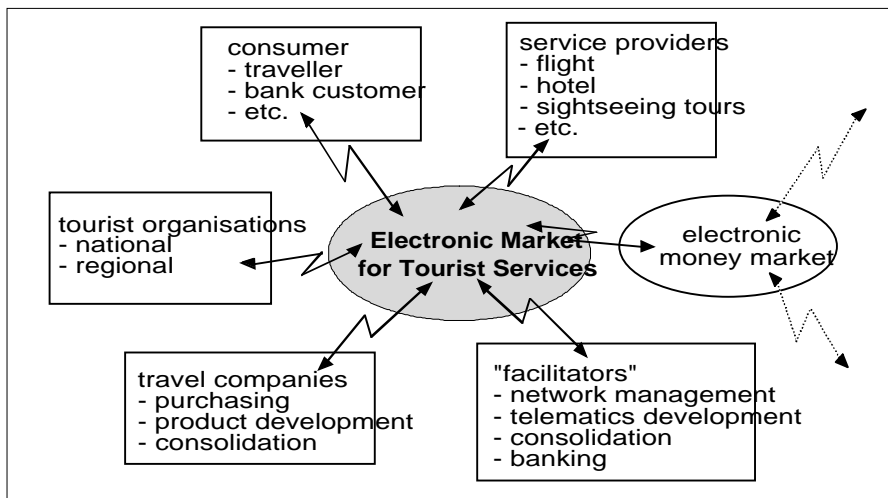 consumer
- traveller
- bank customer
- etc.
service providers
- flight
- hotel
- sightseeing tours
- etc.
tourist organisations
- national
- regional
Electronic Market
for Tourist Services
electronic
money market
travel companies
- purchasing
- product development
- consolidation
"facilitators"
- network management
- telematics development
- consolidation
- banking